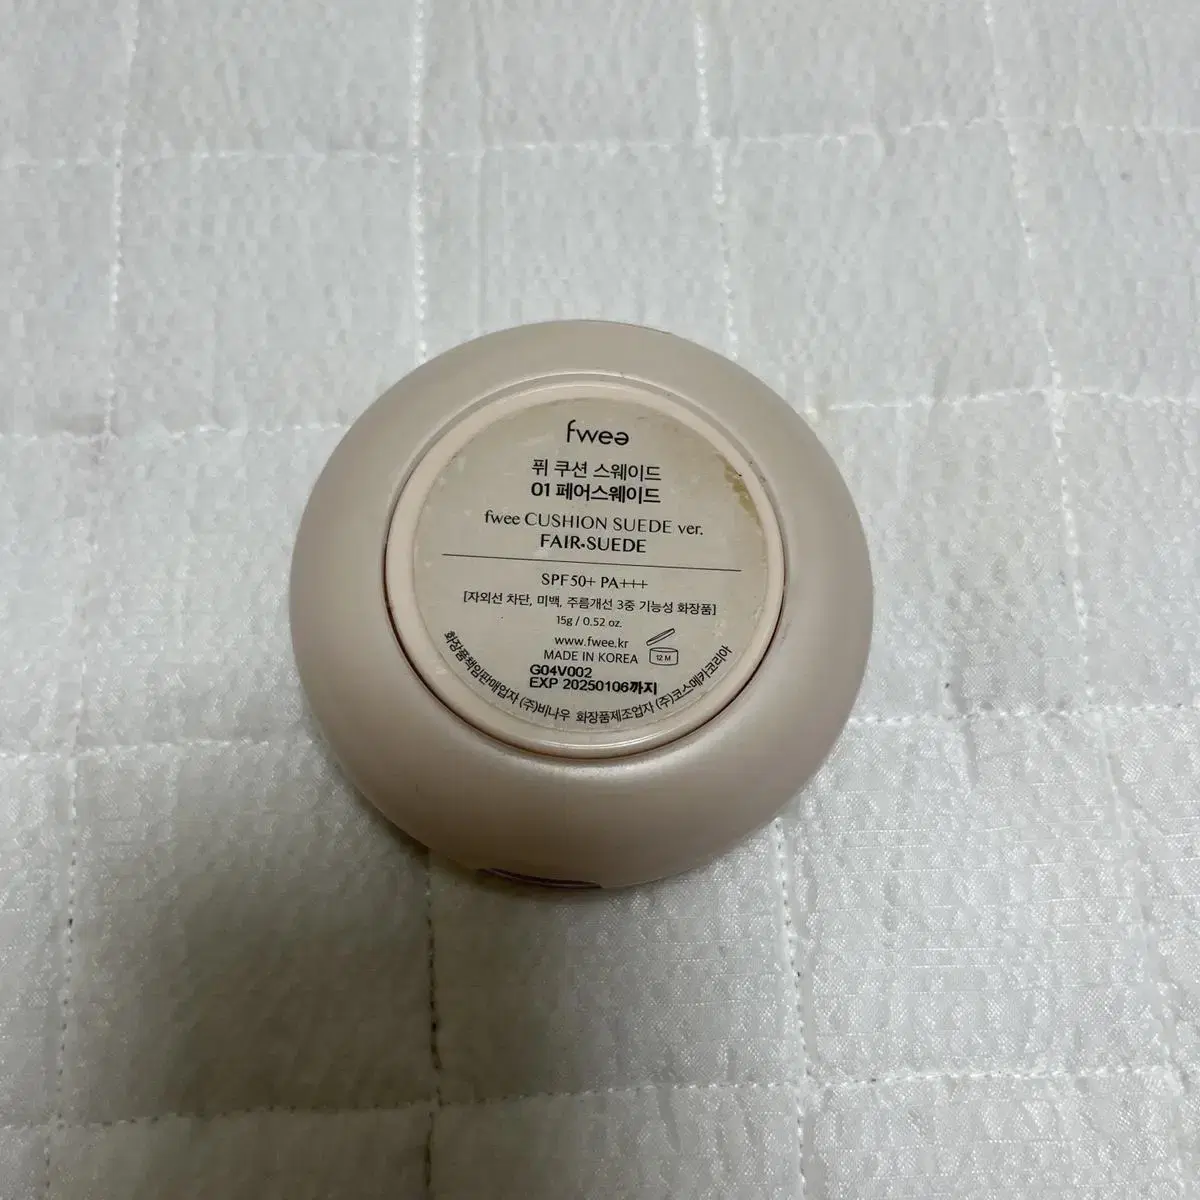 fwee
퓌 쿠션 스웨이드
01 페어스웨이드
fwee CUSHION SUEDE ver.
FAIR•SUEDE
SPF50+ PA+++
[자외선 차단, 미백, 주름개선 3중 기능성 화장품]
15g / 0.52 oz.
www.fwee.kr
MADE IN KOREA
12 M
G04V002
EXP 20250106까지
화장품책임판매업자 (주)비나우 화장품제조업자 (주)코스메카코리아